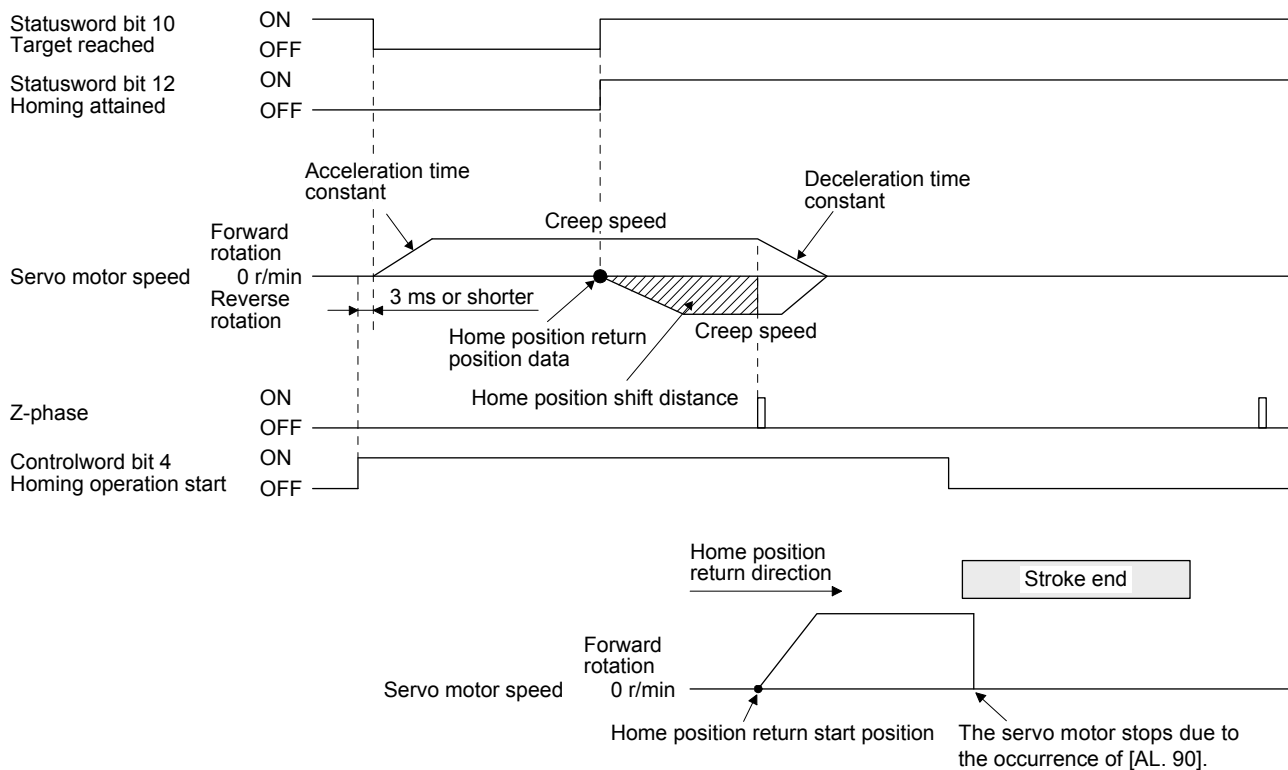 Statusword bit 10
Target reached
ON
OFF
Statusword bit 12
Homing attained
ON
OFF
Acceleration time
constant
Deceleration time
constant
Creep speed
Forward
rotation
Servo motor speed
0 r/min
Reverse
rotation
3 ms or shorter
Creep speed
Home position return
position data
Home position shift distance
Z-phase
ON
OFF
Controlword bit 4
Homing operation start
ON
OFF
Home position
return direction
Stroke end
Forward
rotation
Servo motor speed
0 r/min
Home position return start position
The servo motor stops due to
the occurrence of [AL. 90].